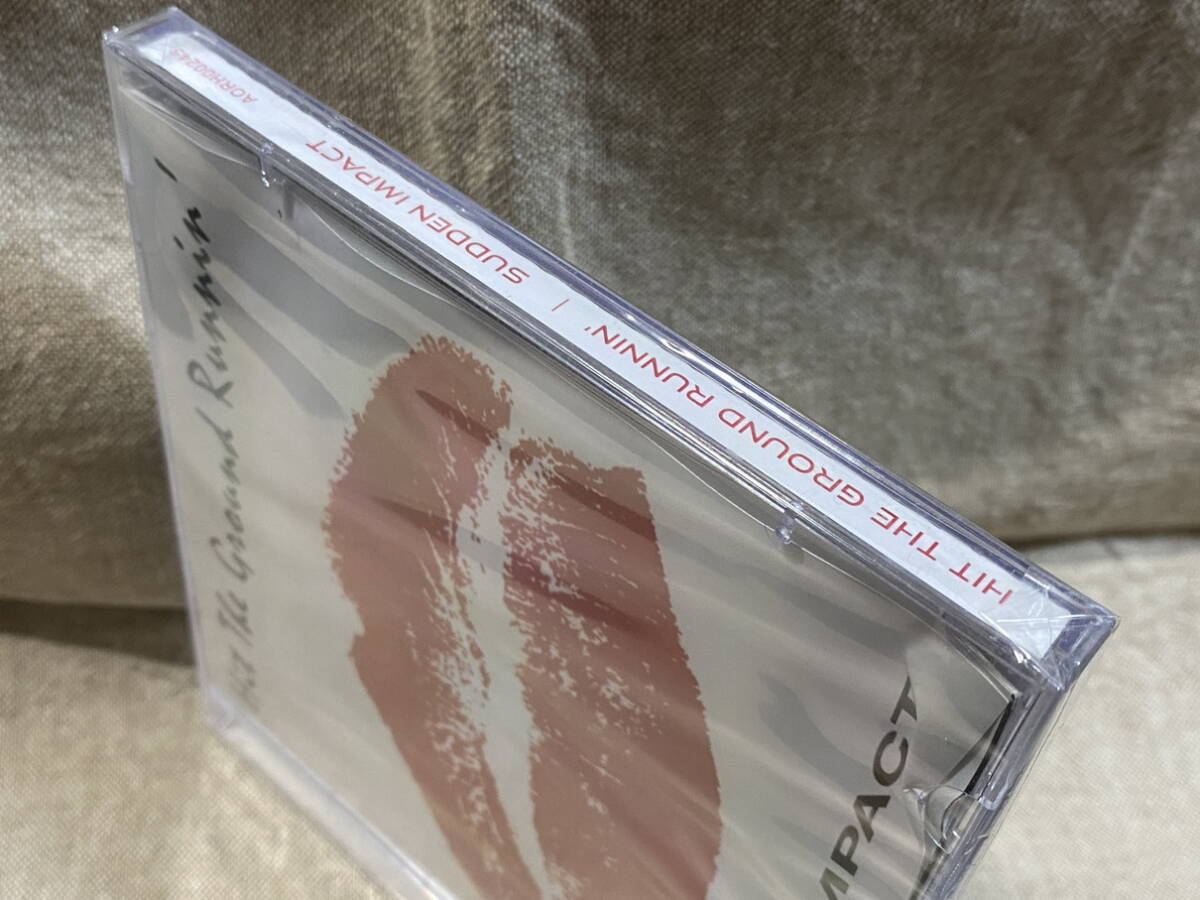 HIT THE GROUND RUNNIN' / SUDDEN IMPACT AORH00245
Hit The Ground Runnin'
IMPACT